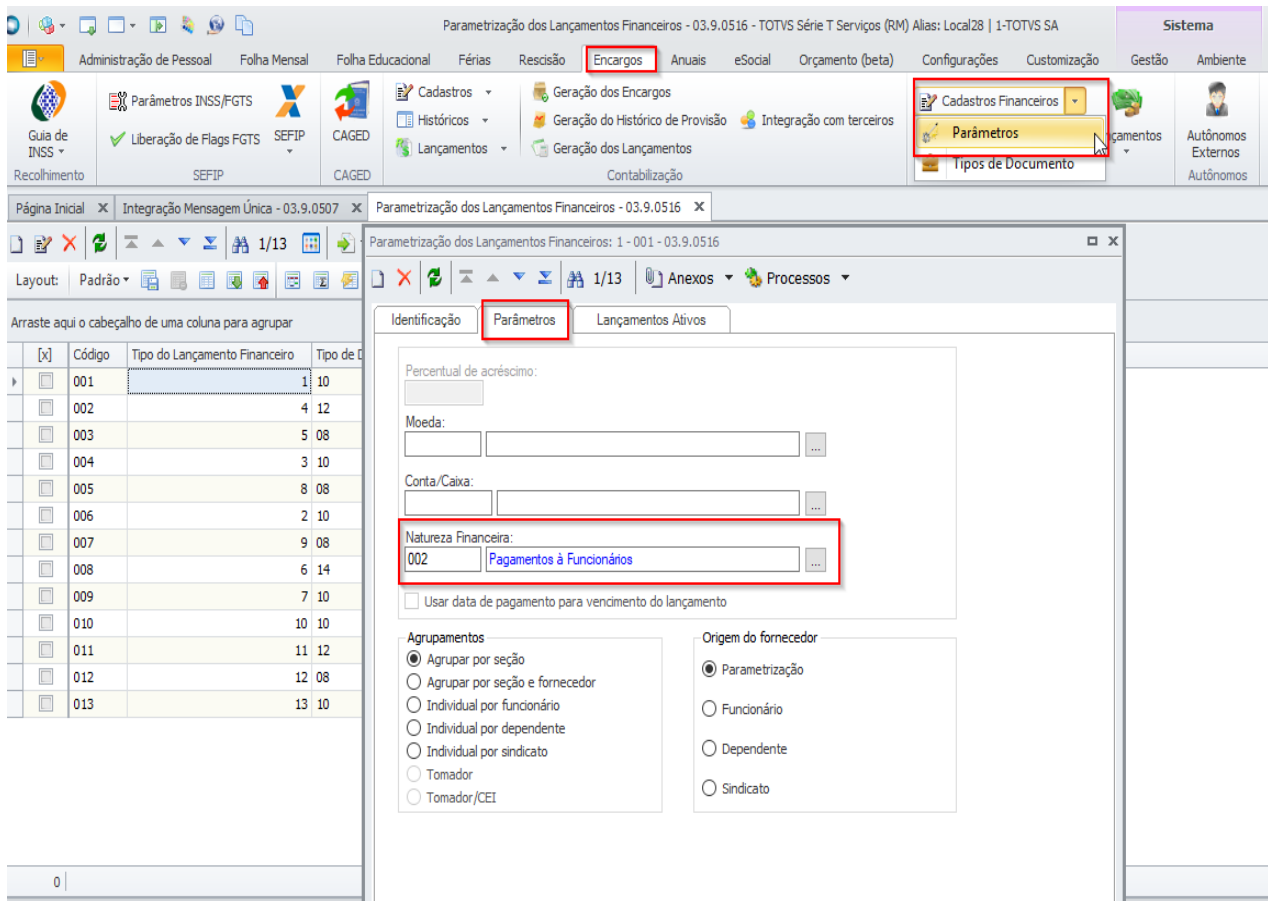 Parametrização dos Lançamentos Financeiros - 03.9.0516 - TOTVS Série T Serviços (RM) Alias: Local28 | 1-TOTVS SA
Sistema
Administração de Pessoal Folha Mensal Folha Educacional Férias Rescisão Encargos Anuais eSocial Orçamento (beta) Configurações Customização Gestão Ambiente
Guia de INSS
Parâmetros INSS/FGTS
Liberação de Flags FGTS
SEFIP
CAGED
Cadastros
Históricos
Lançamentos
Geração dos Encargos
Geração do Histórico de Provisão
Integração com terceiros
Geração dos Lançamentos
Cadastros Financeiros
Parâmetros
Tipos de Documento
Autônomos Externos
Recolhimento SEFIP CAGED Contabilização Autônomos
Página Inicial X Integração Mensagem Única - 03.9.0507 X Parametrização dos Lançamentos Financeiros - 03.9.0516 X
1/13
Layout: Padrão
Arraste aqui o cabeçalho de uma coluna para agrupar
[x] Código Tipo do Lançamento Financeiro Tipo de D
001 1 10
002 4 12
003 5 08
004 3 10
005 8 08
006 2 10
007 9 08
008 6 14
009 7 10
010 10 10
011 11 12
012 12 08
013 13 10
0
Parametrização dos Lançamentos Financeiros: 1 - 001 - 03.9.0516
1/13 Anexos Processos
Identificação Parâmetros Lançamentos Ativos
Percentual de acréscimo:
Moeda:
...
Conta/Caixa:
...
Natureza Financeira:
002 Pagamentos à Funcionários ...
Usar data de pagamento para vencimento do lançamento
Agrupamentos
Agrupar por seção
Agrupar por seção e fornecedor
Individual por funcionário
Individual por dependente
Individual por sindicato
Tomador
Tomador/CEI
Origem do fornecedor
Parametrização
Funcionário
Dependente
Sindicato